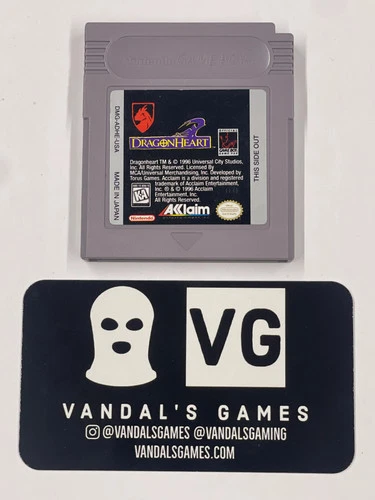 DRAGONHEART
Dragonheart TM & © 1996 Universal City Studios,
Inc. All Rights Reserved. Licensed By
MCA/Universal Merchandising, Inc. Developed by
Torus Games. Acclaim is a division and registered
trademark of Acclaim Entertainment,
Inc. ® & © 1996 Acclaim
Entertainment, Inc.
All Rights Reserved.
K-A
Nintendo
AKKlaim
DMG-ADHE-USA
MADE IN JAPAN
THIS SIDE OUT
VG
VANDAL'S GAMES
@VANDALSGAMES @VANDALSGAMING
VANDALSGAMES.COM